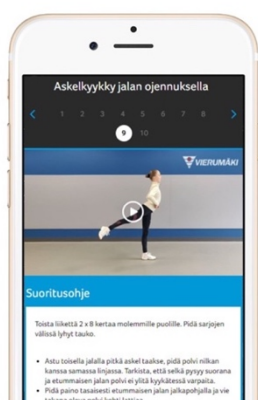 Askelkyykky jalan ojennuksella
1 2 3 4 5 6 7 8
9 10
VIERUMÄKI
Suoritusohje
Toista liikettä 2 x 8 kertaa molemmille puolille. Pidä sarjojen
välissä lyhyt tauko.
Astu toisella jalalla pitkä askel taakse, pidä polvi nilkan
kanssa samassa linjassa. Tarkista, että selkä pysyy suorana
ja etummaisen jalan polvi ei ylitä kyykätessä varpaita.
Pidä paino tasaisesti etummaisen jalan jalkapohjalla ja vie